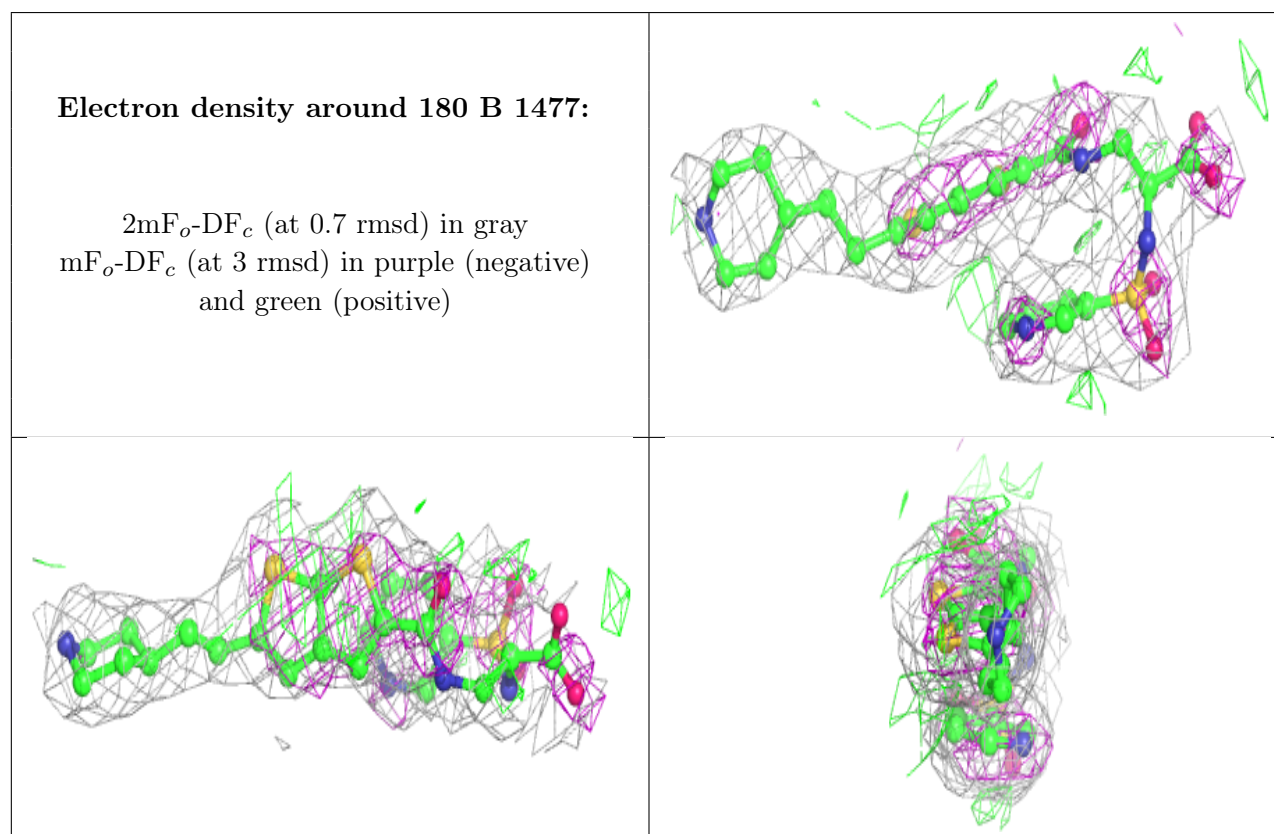 Electron density around 180 B 1477:
2mFₒ-DF𝒸 (at 0.7 rmsd) in gray
mFₒ-DF𝒸 (at 3 rmsd) in purple (negative)
and green (positive)